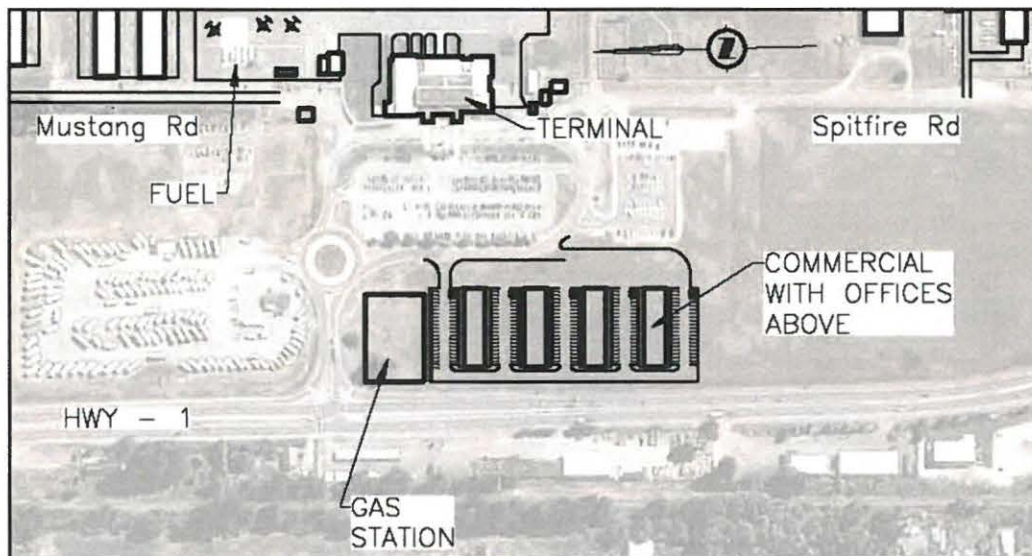 Mustang Rd
TERMINAL
Spitfire Rd
FUEL
COMMERCIAL
WITH OFFICES
ABOVE
HWY - 1
GAS
STATION